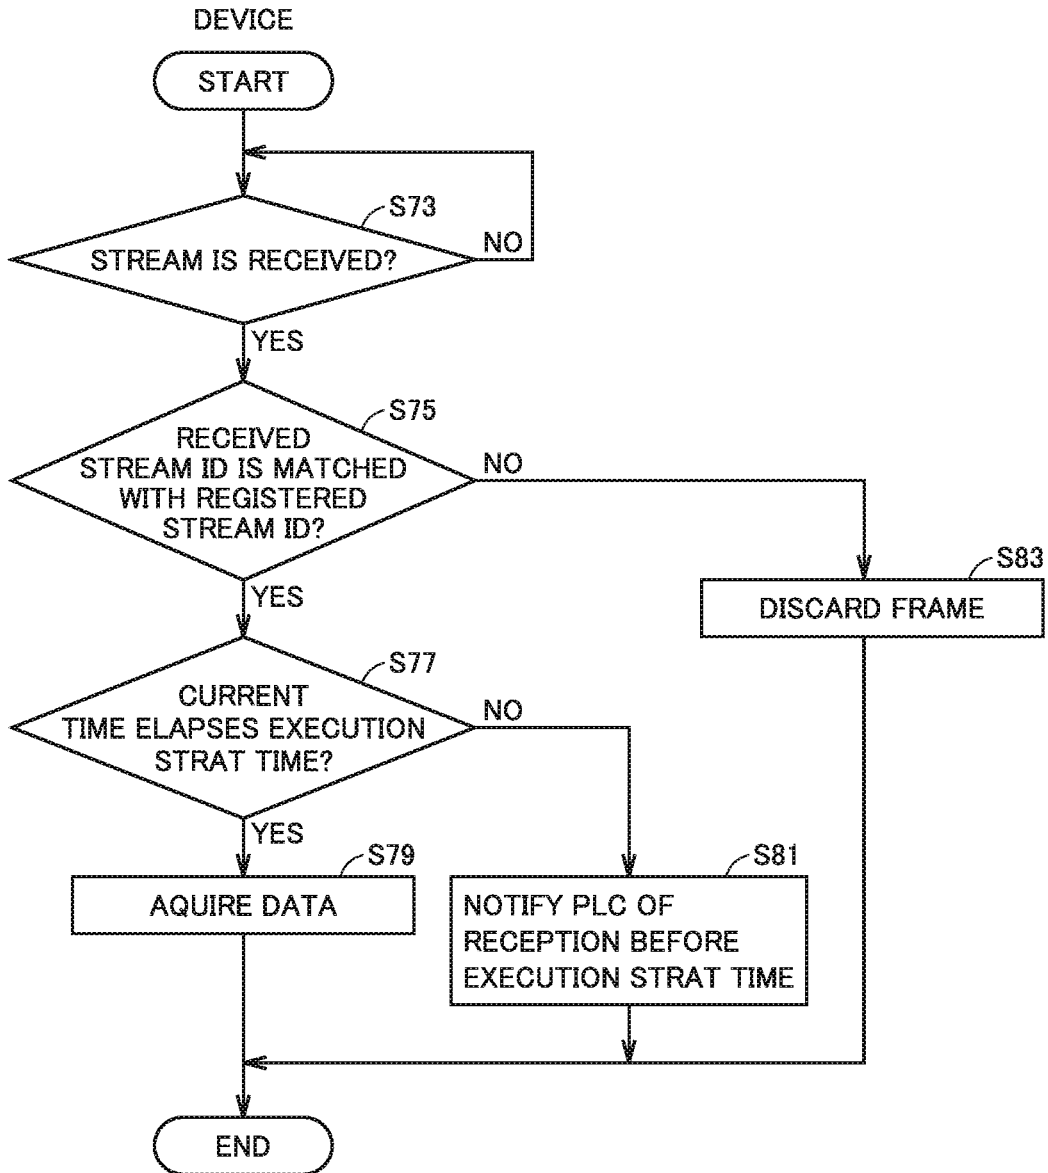 DEVICE
START
S73
STREAM IS RECEIVED?
NO
YES
S75
RECEIVED
STREAM ID IS MATCHED
WITH REGISTERED
STREAM ID?
NO
YES
S83
DISCARD FRAME
S77
CURRENT
TIME ELAPSES EXECUTION
STRAT TIME?
NO
YES
S79
AQUIRE DATA
S81
NOTIFY PLC OF
RECEPTION BEFORE
EXECUTION STRAT TIME
END